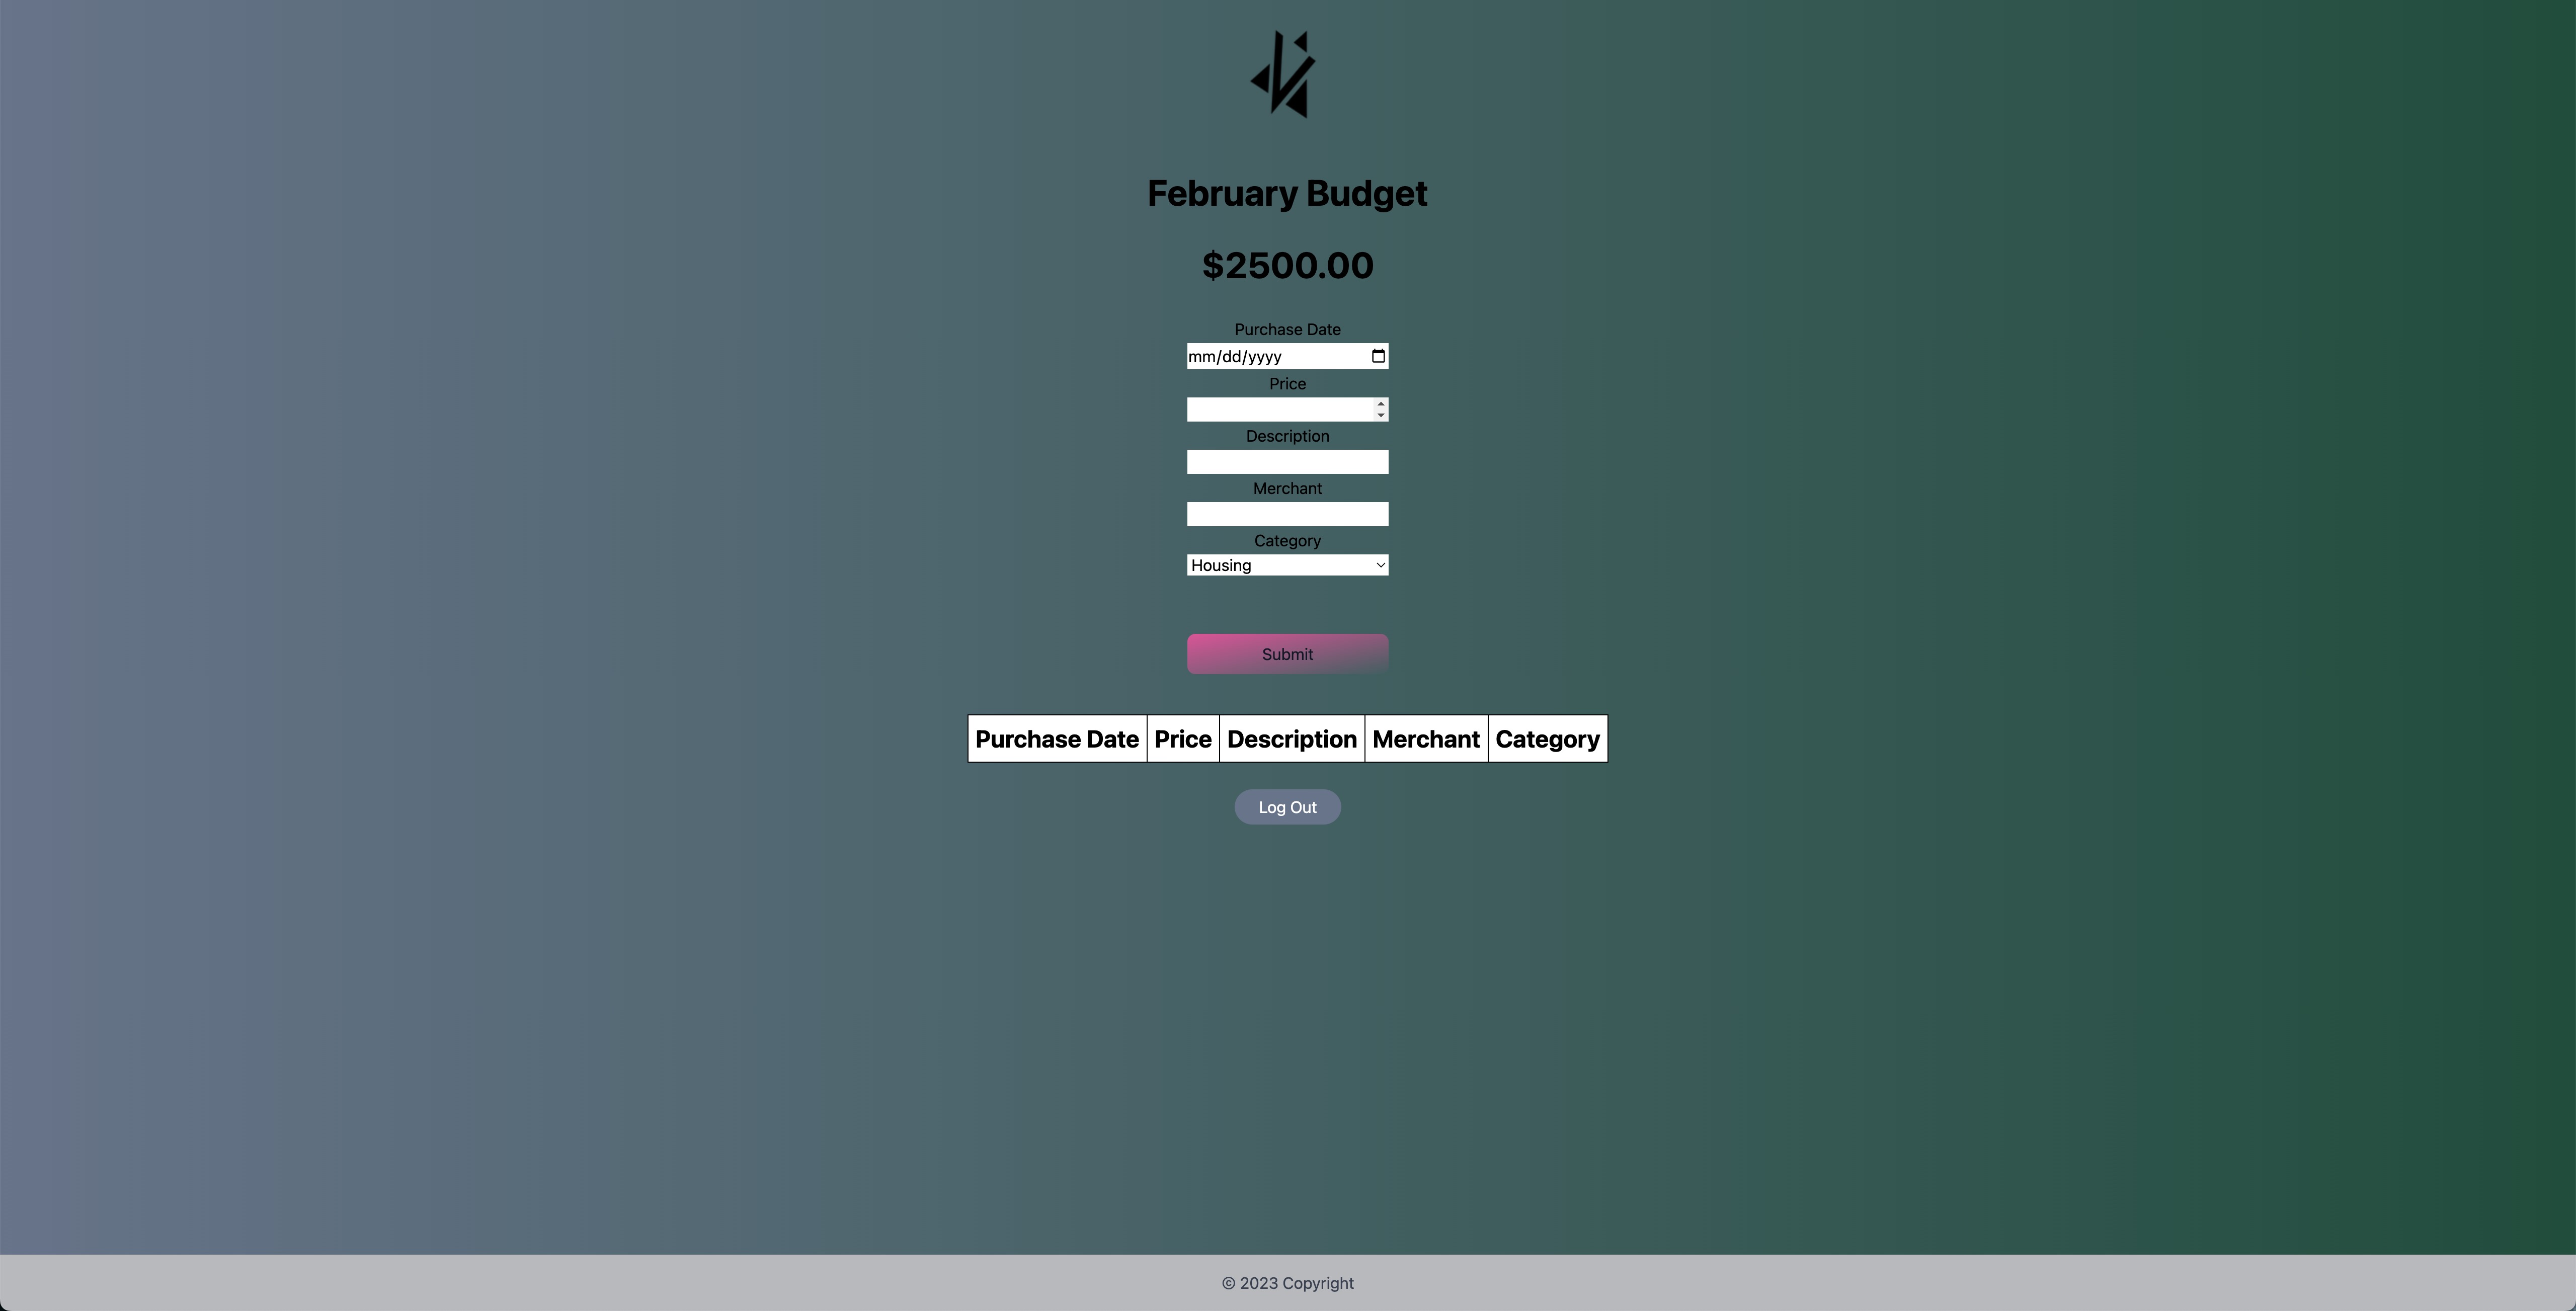 February Budget
$2500.00
Purchase Date
mm/dd/yyyy
Price
Description
Merchant
Category
Housing
Submit
Purchase Date Price Description Merchant Category
Log Out
© 2023 Copyright